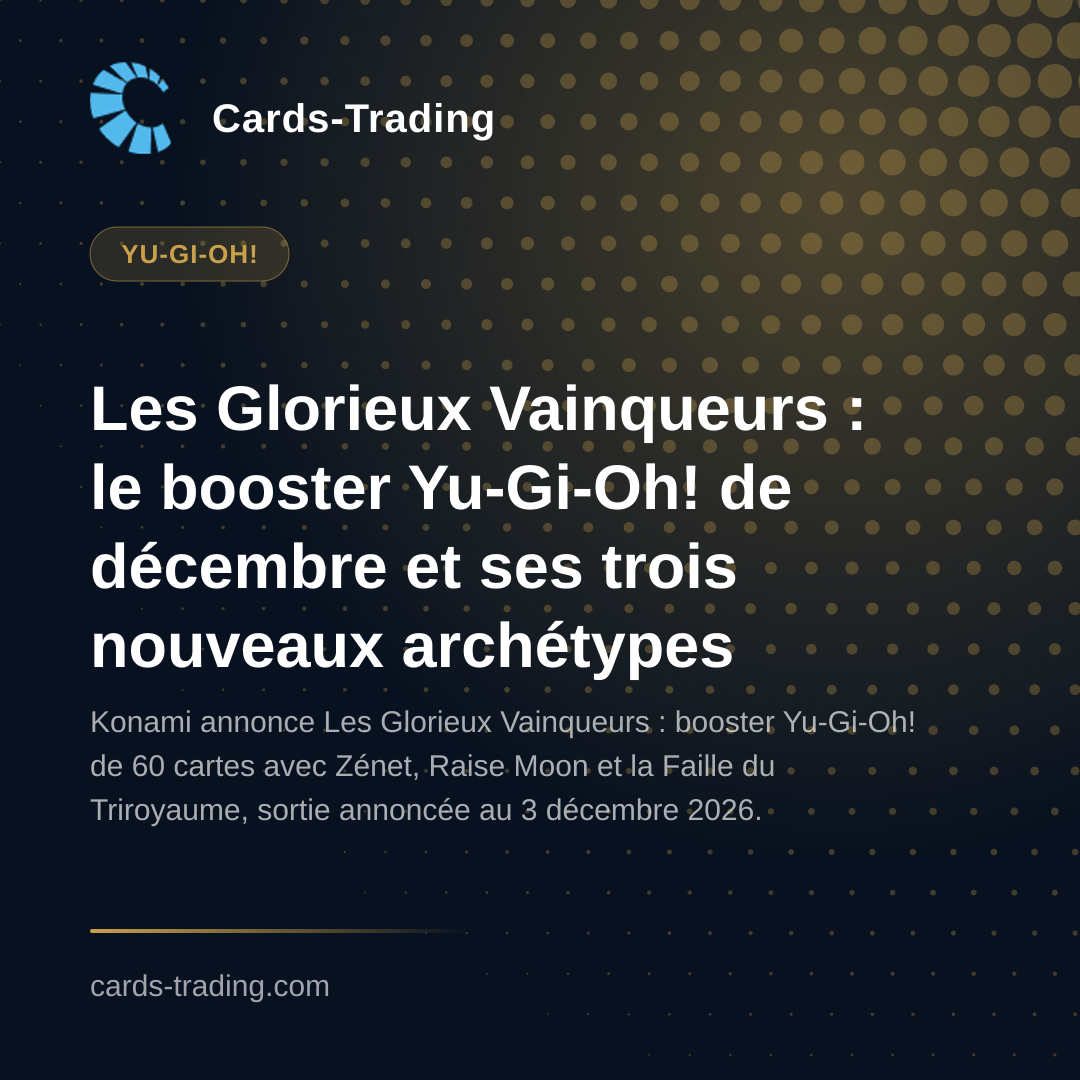 Cards-Trading
YU-GI-OH!
Les Glorieux Vainqueurs :
le booster Yu-Gi-Oh! de
décembre et ses trois
nouveaux archétypes
Konami annonce Les Glorieux Vainqueurs : booster Yu-Gi-Oh!
de 60 cartes avec Zénet, Raise Moon et la Faille du
Triroyaume, sortie annoncée au 3 décembre 2026.
cards-trading.com